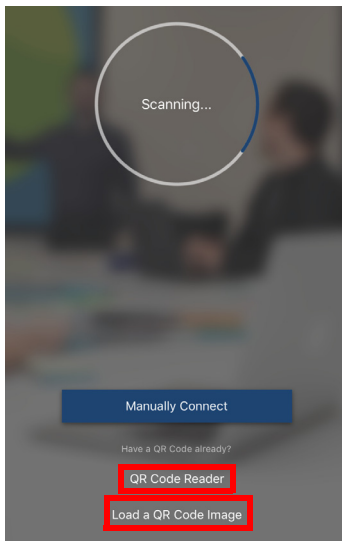 Scanning...
Manually Connect
Have a QR Code already?
QR Code Reader
Load a QR Code Image